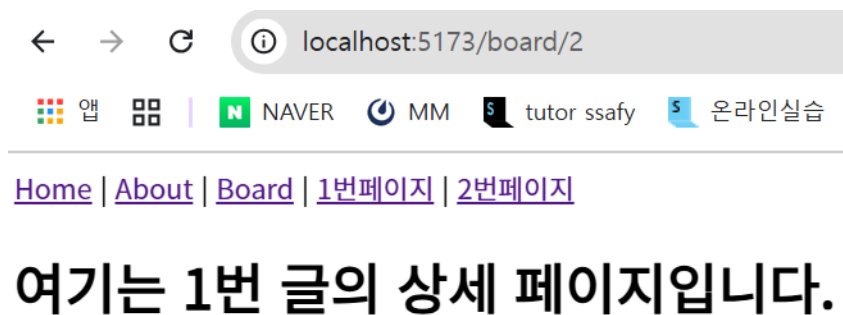 localhost:5173/board/2
앱 NAVER MM tutor ssafy 온라인실습
Home | About | Board | 1번페이지 | 2번페이지
여기는 1번 글의 상세 페이지입니다.